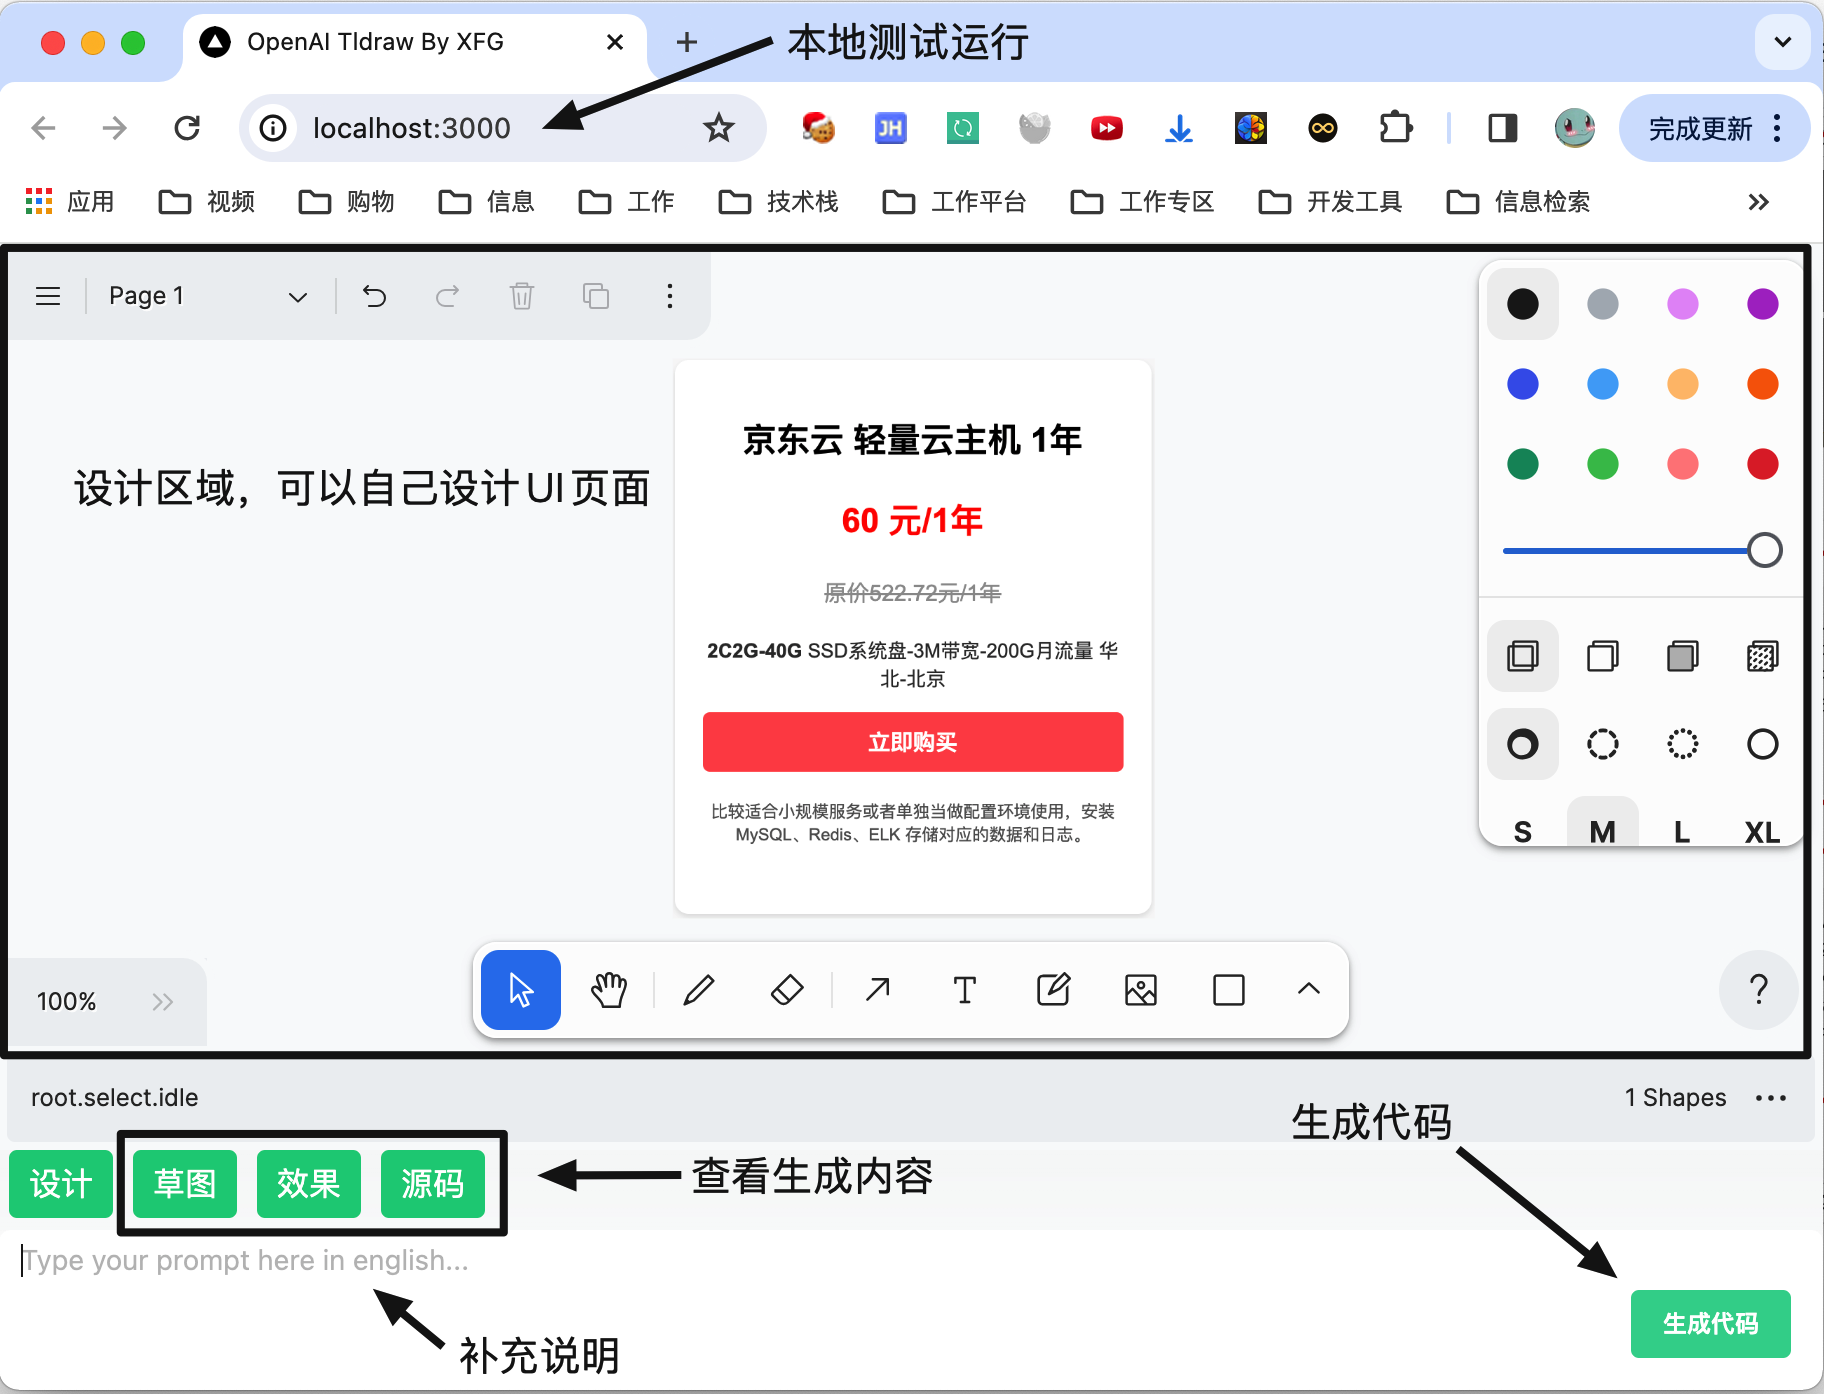 OpenAI Tldraw By XFG
本地测试运行
localhost:3000
JH
完成更新
应用
视频
购物
信息
工作
技术栈
工作平台
工作专区
开发工具
信息检索
Page 1
设计区域，可以自己设计UI页面
京东云 轻量云主机 1年
60 元/1年
原价522.72元/1年
2C2G-40G SSD系统盘-3M带宽-200G月流量 华
北-北京
立即购买
比较适合小规模服务或者单独当做配置环境使用，安装
MySQL、Redis、ELK 存储对应的数据和日志。
S
M
L
XL
100%
T
?
root.select.idle
1 Shapes
生成代码
设计
草图
效果
源码
查看生成内容
Type your prompt here in english...
补充说明
生成代码